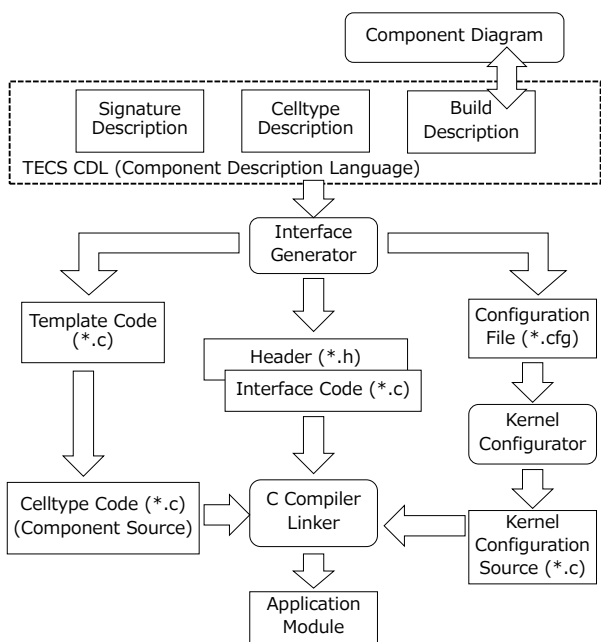 Component Diagram
Signature
Description
Celltype
Description
Build
Description
TECS CDL (Component Description Language)
Interface
Generator
Template Code
(*.c)
Header (*.h)
Interface Code (*.c)
Configuration
File (*.cfg)
Kernel
Configurator
Celltype Code (*.c)
(Component Source)
C Compiler
Linker
Kernel
Configuration
Source (*.c)
Application
Module